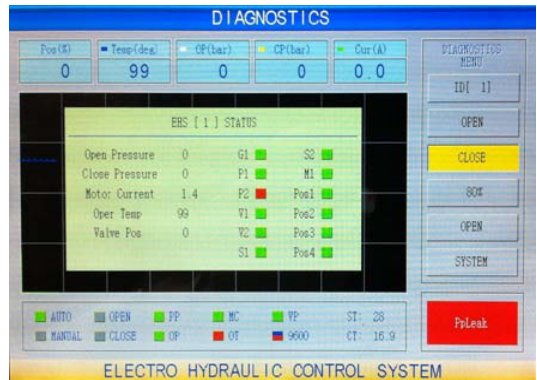 DIAGNOSTICS
Pos(%) Temp(deg) OP(bar) CP(bar) Cur(A)
0 99 0 0 0.0
DIAGNOSTICS
MENU
ID[ 1]
OPEN
CLOSE
80%
OPEN
SYSTEM
PpLeak
EHS [ 1 ] STATUS
Open Pressure 0 G1 S2
Close Pressure 0 P1 M1
Motor Current 1.4 P2 Pos1
Oper Temp 99 V1 Pos2
Valve Pos 0 V2 Pos3
S1 Pos4
AUTO OPEN PP MC VP ST: 28
MANUAL CLOSE OP OT 9600 CT: 16.9
ELECTRO HYDRAULIC CONTROL SYSTEM